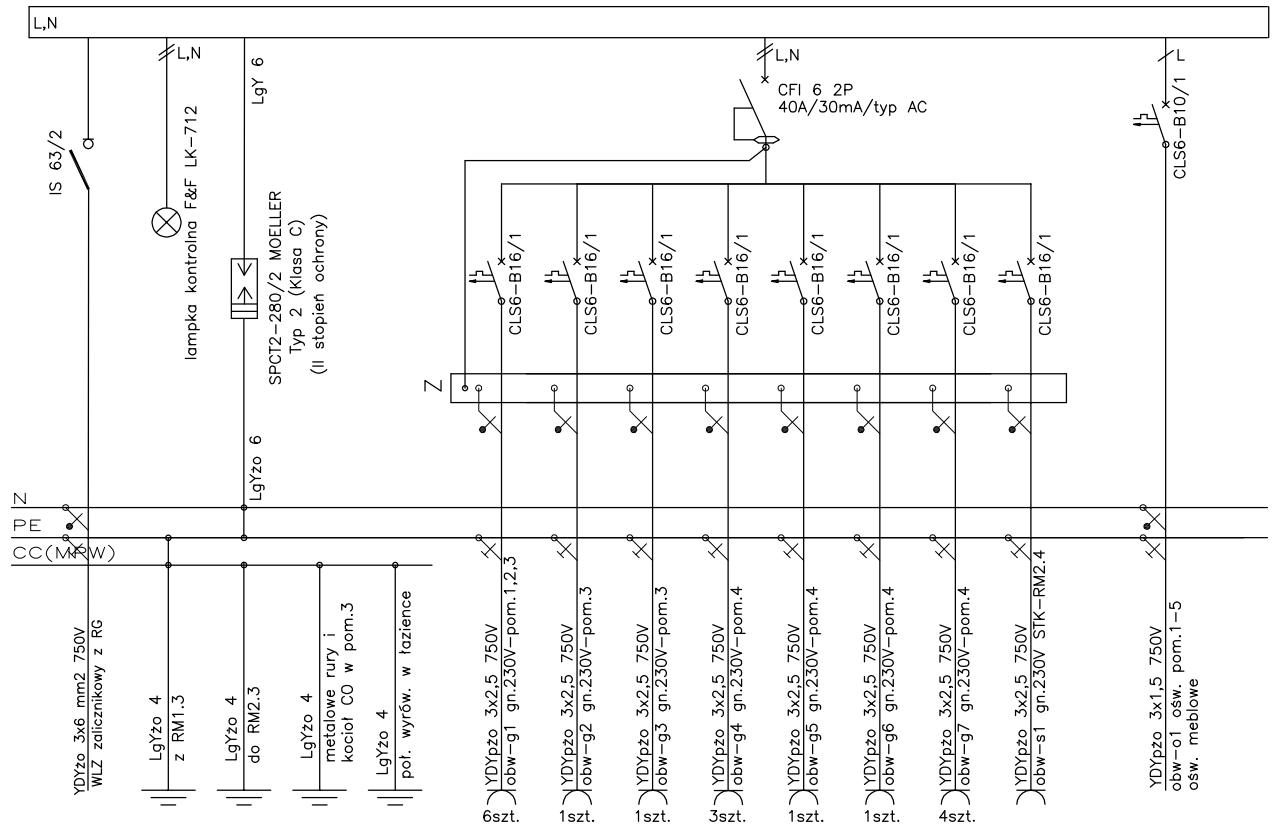 L,N
IS 63/2
L,N
lampka kontrolna F&F LK-712
LgY 6
SPCT2-280/2 MOELLER
Typ 2 (Klasa C)
(II stopień ochrony)
LgYżo 6
L,N
CFI 6 2P
40A/30mA/typ AC
L
CLS6-B10/1
CLS6-B16/1
CLS6-B16/1
CLS6-B16/1
CLS6-B16/1
CLS6-B16/1
CLS6-B16/1
CLS6-B16/1
CLS6-B16/1
N
N
PE
CC(MPW)
YDYżo 3x6 mm2 750V
WLZ zalicznikowy z RG
LgYżo 4
z RM1.3
LgYżo 4
do RM2.3
LgYżo 4
metalowe rury i
kocioł CO w pom.3
LgYżo 4
poł. wyrów. w łazience
YDYpżo 3x2,5 750V
obw-g1 gn.230V-pom.1,2,3
YDYpżo 3x2,5 750V
obw-g2 gn.230V-pom.3
YDYpżo 3x2,5 750V
obw-g3 gn.230V-pom.3
YDYpżo 3x2,5 750V
obw-g4 gn.230V-pom.4
YDYpżo 3x2,5 750V
obw-g5 gn.230V-pom.4
YDYpżo 3x2,5 750V
obw-g6 gn.230V-pom.4
YDYpżo 3x2,5 750V
obw-g7 gn.230V-pom.4
YDYpżo 3x2,5 750V
obw-s1 gn.230V STK-RM2.4
YDYpżo 3x1,5 750V
obw-o1 ośw. pom.1-5
ośw. meblowe
6szt.
1szt.
1szt.
3szt.
1szt.
1szt.
4szt.